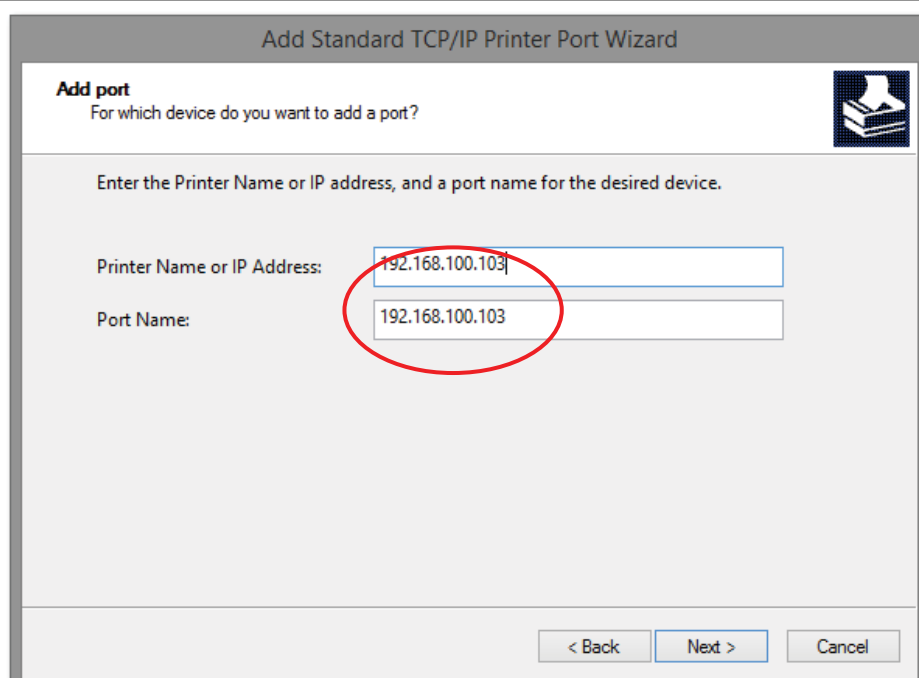 Add Standard TCP/IP Printer Port Wizard
Add port
For which device do you want to add a port?
Enter the Printer Name or IP address, and a port name for the desired device.
Printer Name or IP Address: 192.168.100.103
Port Name: 192.168.100.103
< Back Next > Cancel